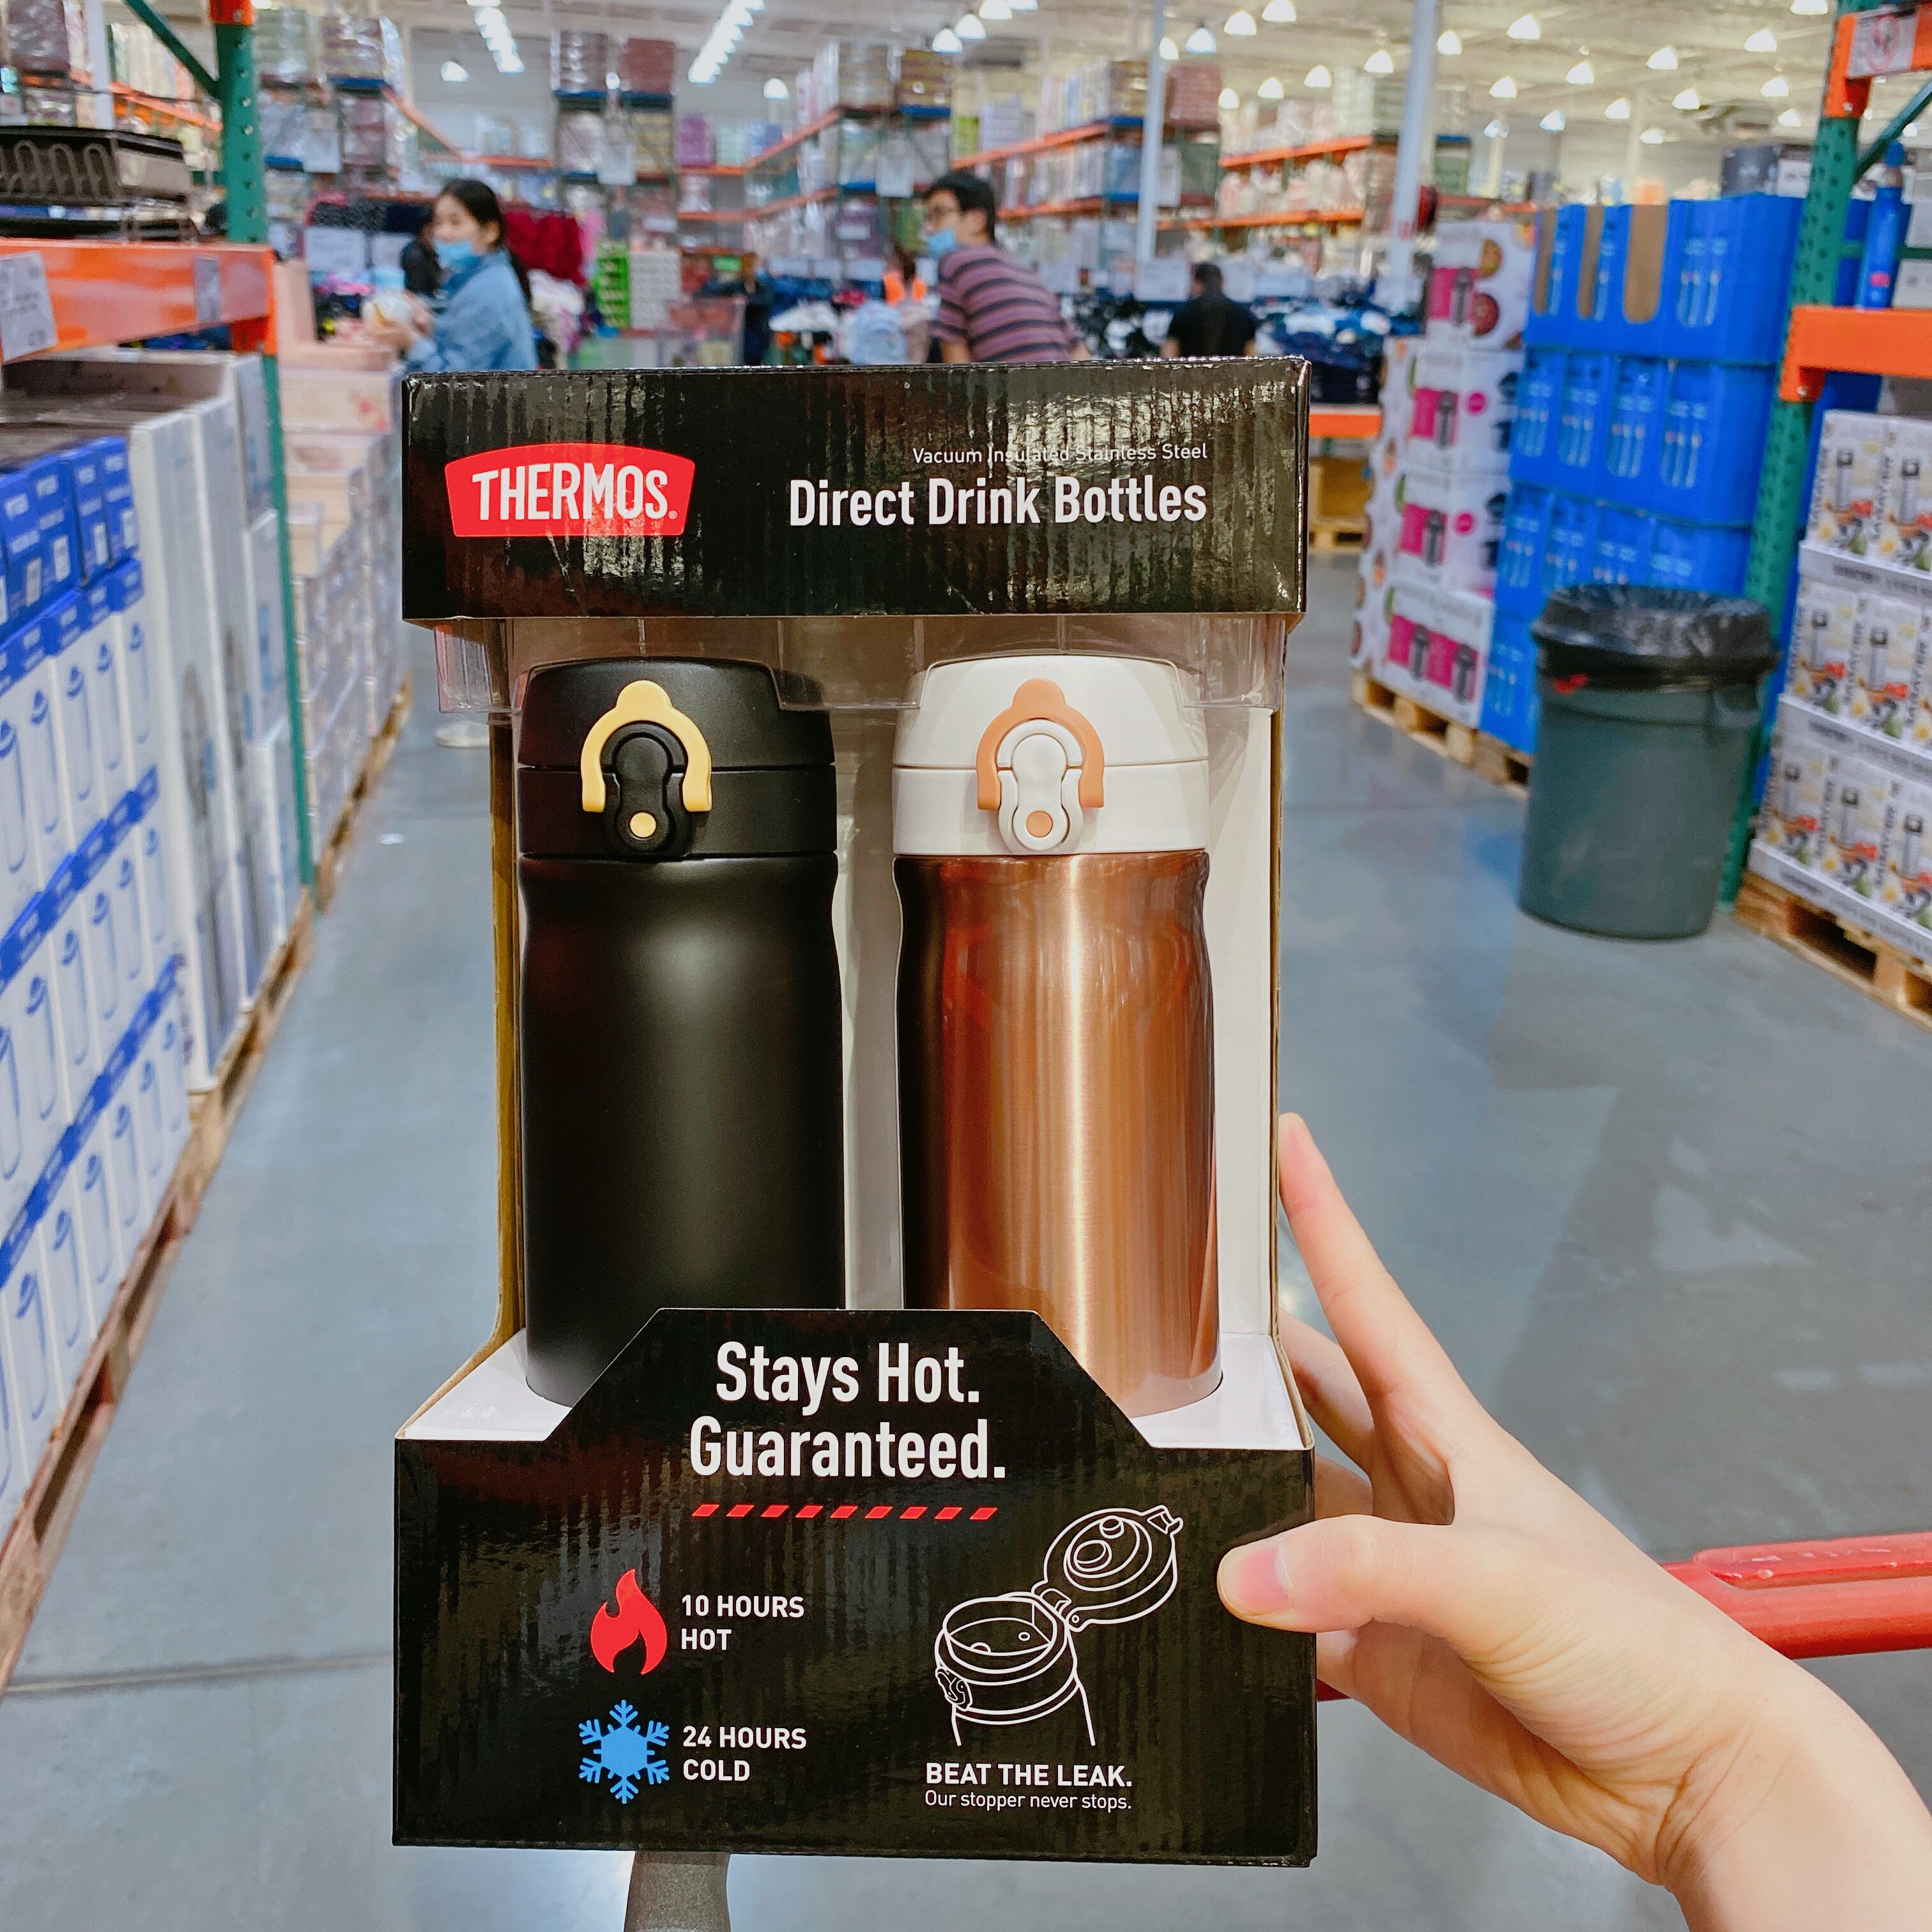 THERMOS®
Vacuum Insulated Stainless Steel
Direct Drink Bottles
Stays Hot.
Guaranteed.
10 HOURS
HOT
24 HOURS
COLD
BEAT THE LEAK.
Our stopper never stops.